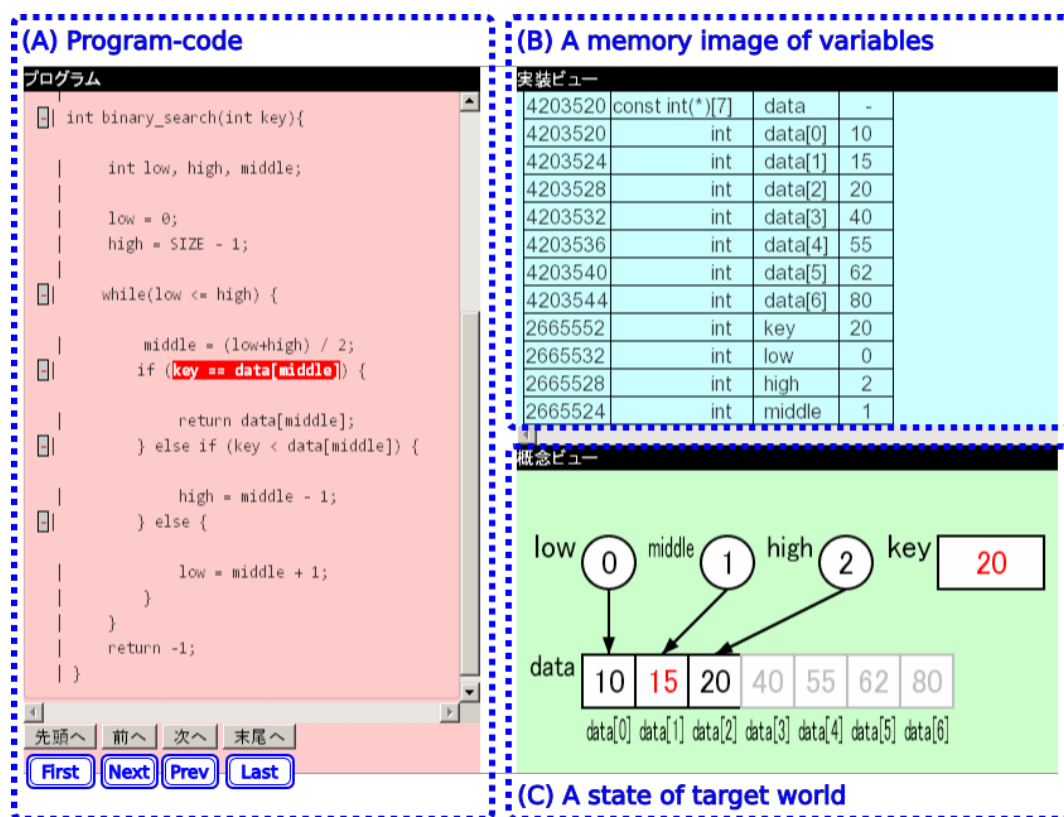 (A) Program-code
プログラム
int binary_search(int key){
int low, high, middle;
low = 0;
high = SIZE - 1;
while(low <= high) {
middle = (low+high) / 2;
if (key == data[middle]) {
return data[middle];
} else if (key < data[middle]) {
high = middle - 1;
} else {
low = middle + 1;
}
}
return -1;
}
先頭へ 前へ 次へ 末尾へ
First Next Prev Last
(B) A memory image of variables
実装ビュー
4203520 const int(*)[7] data -
4203520 int data[0] 10
4203524 int data[1] 15
4203528 int data[2] 20
4203532 int data[3] 40
4203536 int data[4] 55
4203540 int data[5] 62
4203544 int data[6] 80
2665552 int key 20
2665532 int low 0
2665528 int high 2
2665524 int middle 1
概念ビュー
low 0 middle 1 high 2 key 20
data 10 15 20 40 55 62 80
data[0] data[1] data[2] data[3] data[4] data[5] data[6]
(C) A state of target world